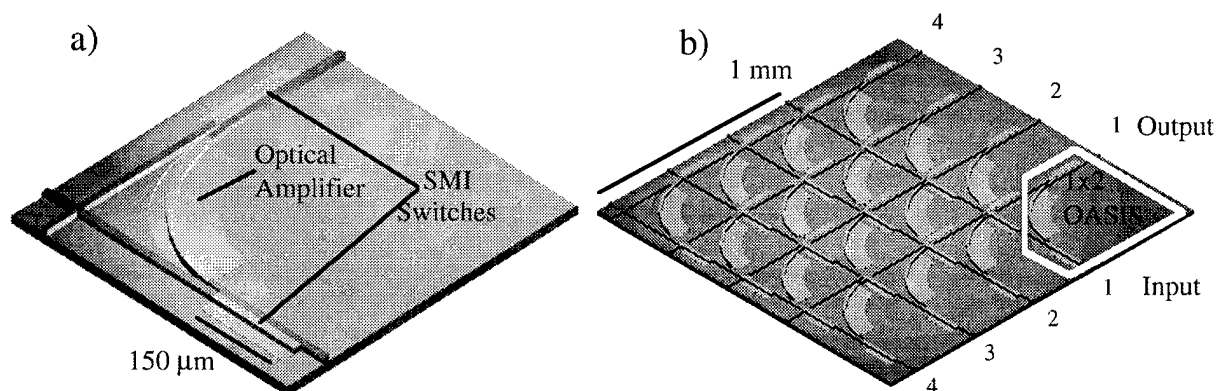 a)
Optical
Amplifier
SMI
Switches
150 µm
b)
1 mm
4
3
2
1 Output
1x2
OASIS
1 Input
2
3
4